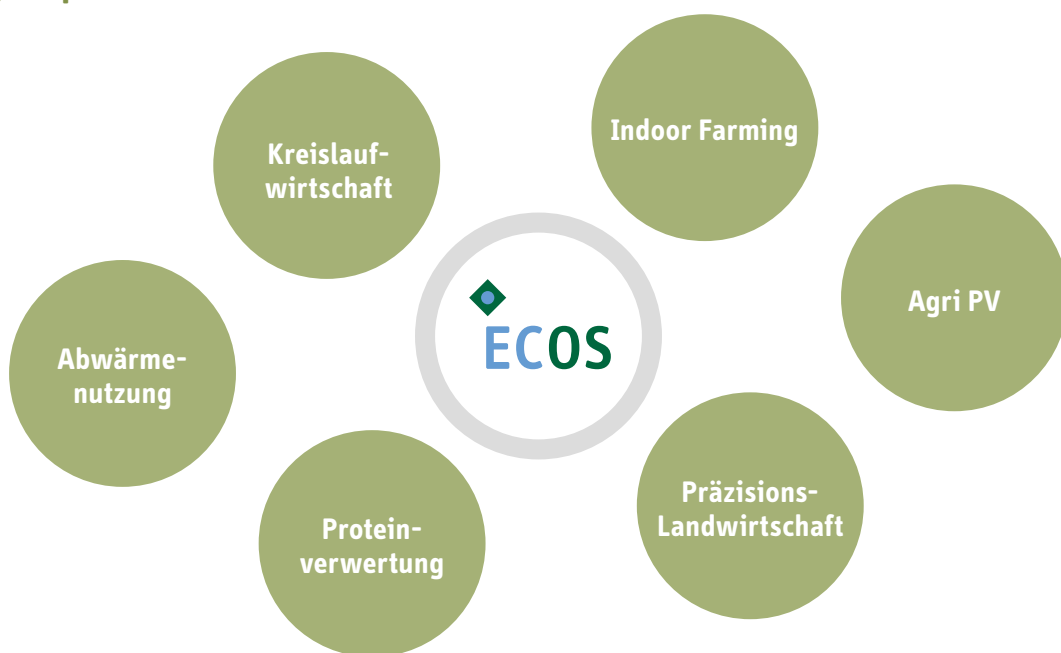 Indoor Farming
Kreislauf-
wirtschaft
Agri PV
ECOS
Abwärme-
nutzung
Präzisions-
Landwirtschaft
Protein-
verwertung